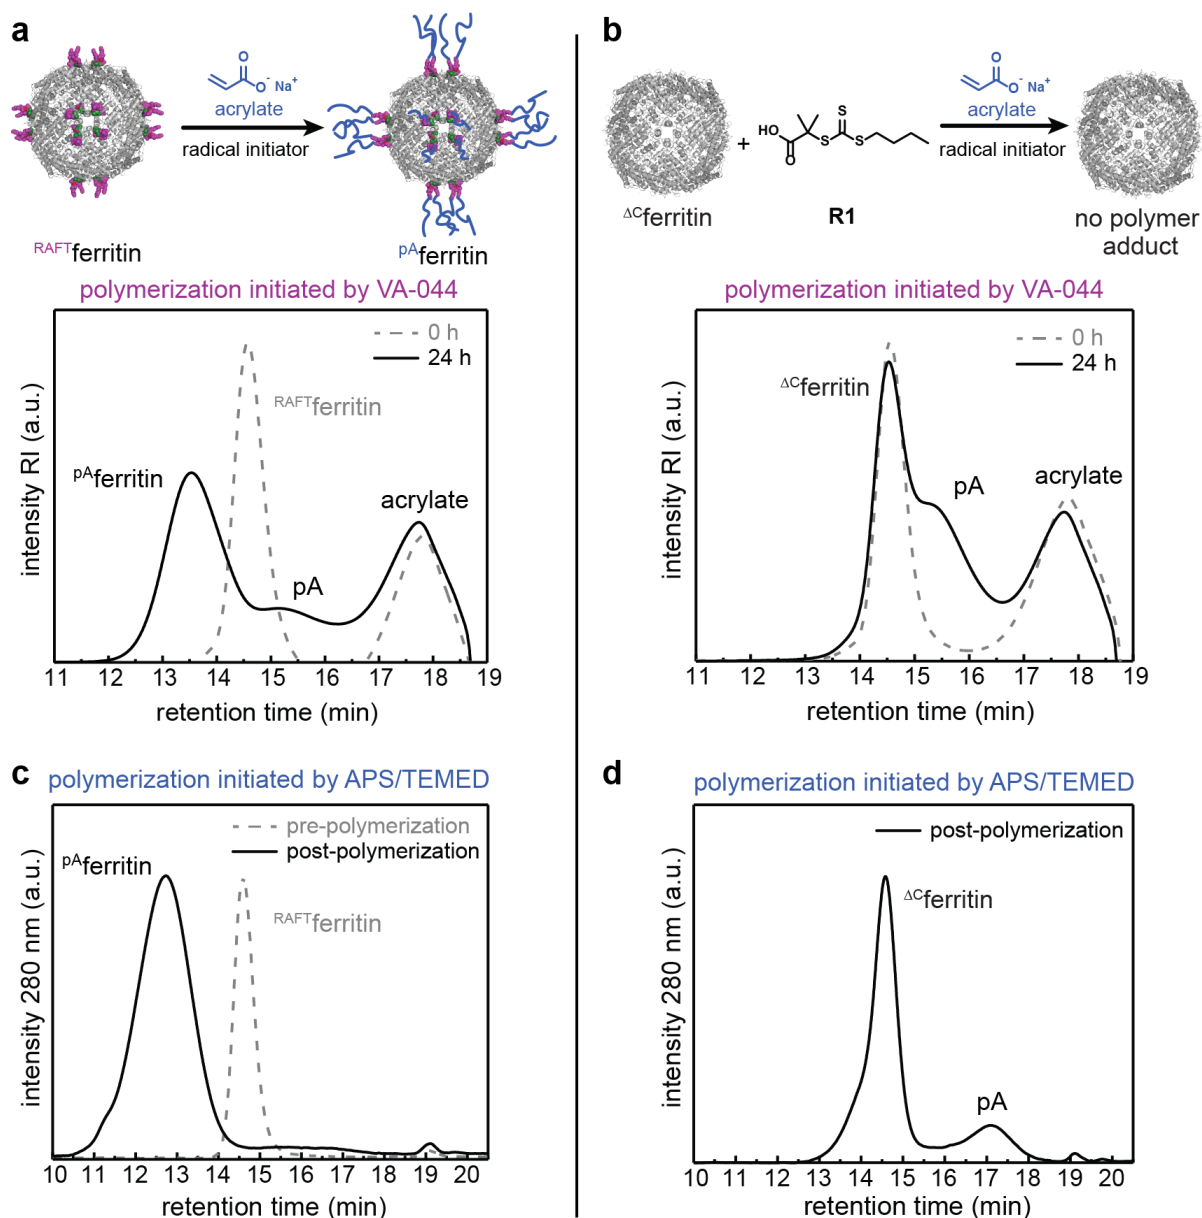 a
O
O⁻ Na⁺
acrylate
radical initiator
RAFTferritin
pAferritin
polymerization initiated by VA-044
0 h
24 h
RAFTferritin
pAferritin
acrylate
pA
intensity RI (a.u.)
11 12 13 14 15 16 17 18 19
retention time (min)
b
O
O⁻ Na⁺
acrylate
radical initiator
+
HO
O
S
S
S
ΔCferritin
R1
no polymer
adduct
polymerization initiated by VA-044
0 h
24 h
ΔCferritin
pA
acrylate
intensity RI (a.u.)
11 12 13 14 15 16 17 18 19
retention time (min)
c
polymerization initiated by APS/TEMED
pre-polymerization
post-polymerization
pAferritin
RAFTferritin
intensity 280 nm (a.u.)
10 11 12 13 14 15 16 17 18 19 20
retention time (min)
d
polymerization initiated by APS/TEMED
post-polymerization
ΔCferritin
pA
intensity 280 nm (a.u.)
10 11 12 13 14 15 16 17 18 19 20
retention time (min)